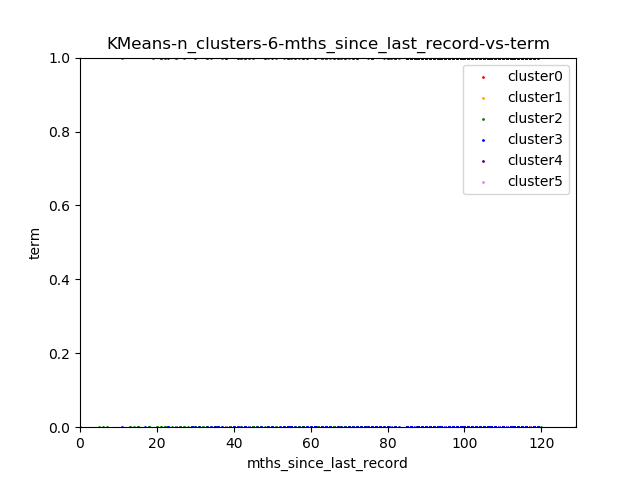 KMeans-n_clusters-6-mths_since_last_record-vs-term
1.0
0.8
0.6
0.4
0.2
0.0
term
cluster0
cluster1
cluster2
cluster3
cluster4
cluster5
0 20 40 60 80 100 120
mths_since_last_record